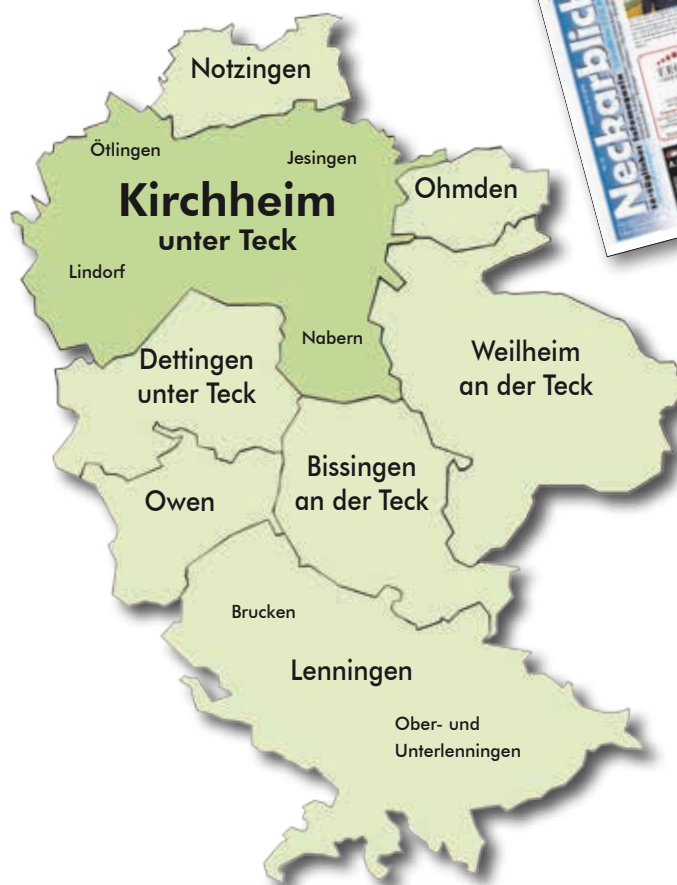 Notzingen
Ötlingen
Jesingen
Kirchheim
unter Teck
Ohmden
Lindorf
Nabern
Weilheim
an der Teck
Dettingen
unter Teck
Bissingen
an der Teck
Owen
Brucken
Lenningen
Ober- und
Unterlenningen
Neckarblick